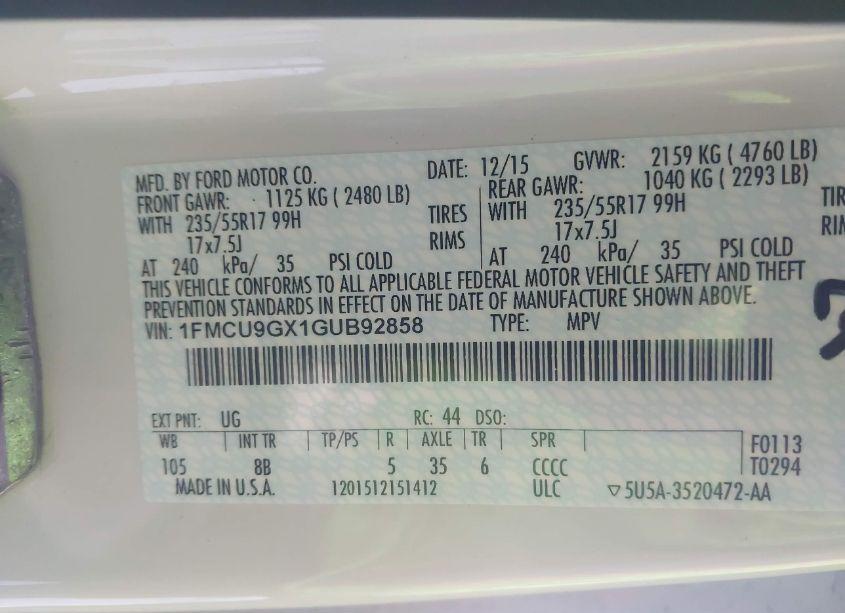 MFD. BY FORD MOTOR CO. DATE: 12/15 GVWR: 2159 KG ( 4760 LB)
FRONT GAWR: 1125 KG ( 2480 LB) REAR GAWR: 1040 KG ( 2293 LB)
WITH 235/55R17 99H TIRES WITH 235/55R17 99H TIR
17x7.5J RIMS 17x7.5J RIM
AT 240 kPa/ 35 PSI COLD AT 240 kPa/ 35 PSI COLD
THIS VEHICLE CONFORMS TO ALL APPLICABLE FEDERAL MOTOR VEHICLE SAFETY AND THEFT
PREVENTION STANDARDS IN EFFECT ON THE DATE OF MANUFACTURE SHOWN ABOVE.
VIN: 1FMCU9GX1GUB92858 TYPE: MPV
EXT PNT: UG RC: 44 DSO:
WB INT TR TP/PS R AXLE TR SPR F0113
105 8B 5 35 6 CCCC T0294
MADE IN U.S.A. 1201512151412 ULC ▽5U5A-3520472-AA